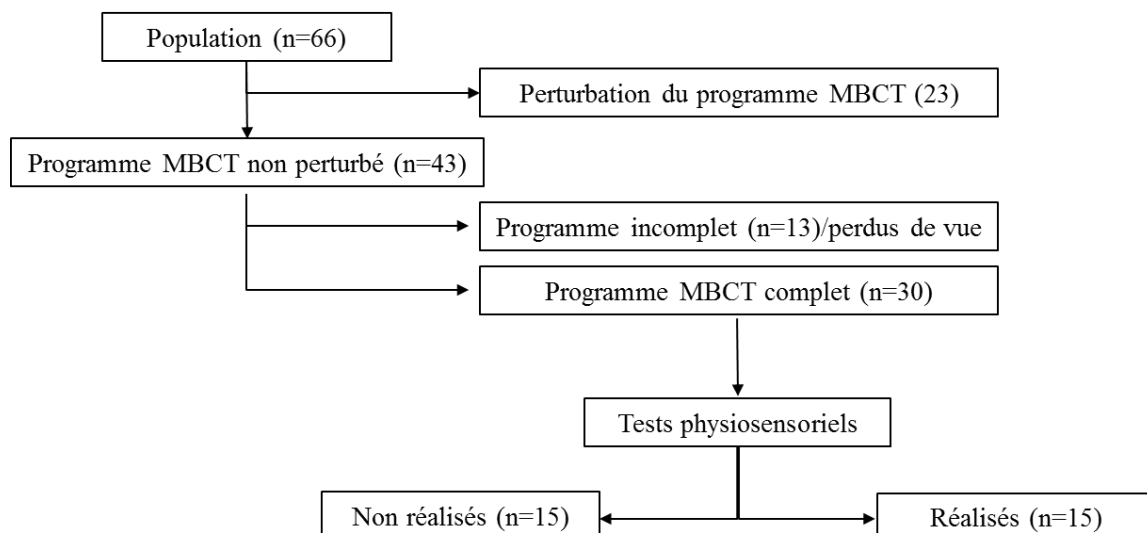 Population (n=66)
Perturbation du programme MBCT (23)
Programme MBCT non perturbé (n=43)
Programme incomplet (n=13)/perdus de vue
Programme MBCT complet (n=30)
Tests physiosensoriels
Non réalisés (n=15)
Réalisés (n=15)